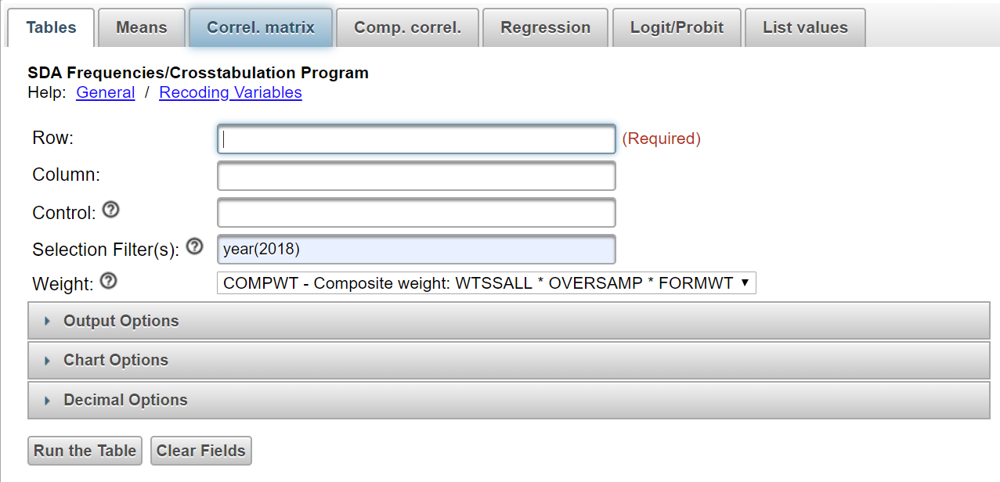 Tables Means Correl. matrix Comp. correl. Regression Logit/Probit List values
SDA Frequencies/Crosstabulation Program
Help: General / Recoding Variables
Row: (Required)
Column:
Control: ?
Selection Filter(s): ? year(2018)
Weight: ? COMPWT - Composite weight: WTSSALL * OVERSAMP * FORMWT
Output Options
Chart Options
Decimal Options
Run the Table Clear Fields